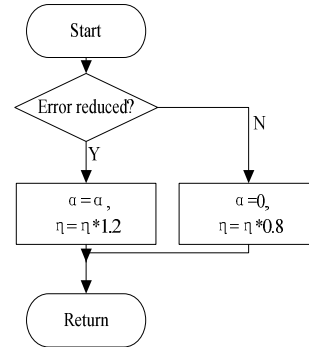 Start
Error reduced?
N
Y
α = α ,
η = η*1.2
α =0,
η = η*0.8
Return